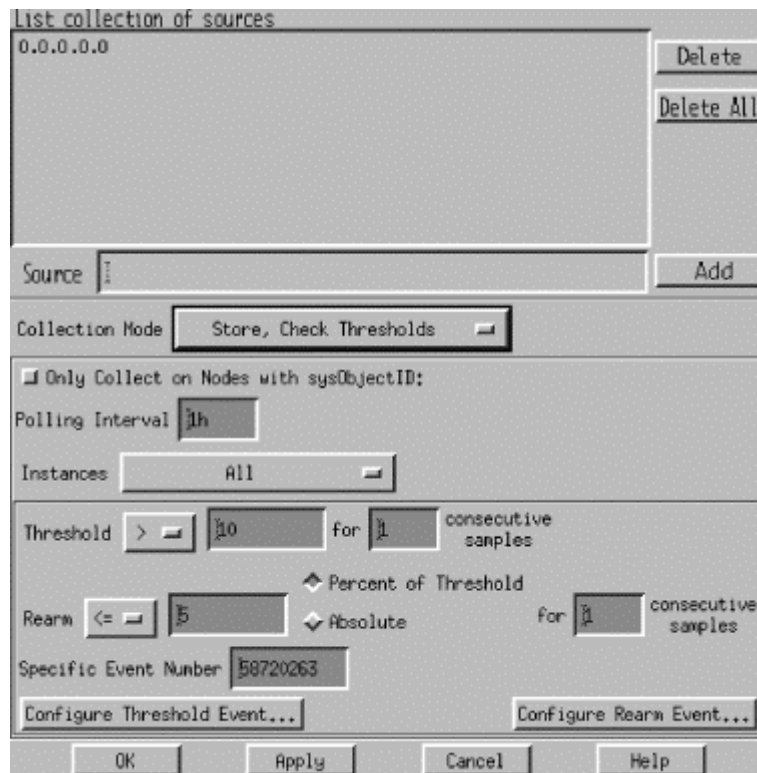 List collection of sources
0.0.0.0.0
Delete
Delete All
Source
Add
Collection Mode Store, Check Thresholds
Only Collect on Nodes with sysObjectID:
Polling Interval 1h
Instances All
Threshold > 10 for 1 consecutive samples
Percent of Threshold
Rearm <= 5 Absolute for 1 consecutive samples
Specific Event Number 58720263
Configure Threshold Event... Configure Rearm Event...
OK Apply Cancel Help